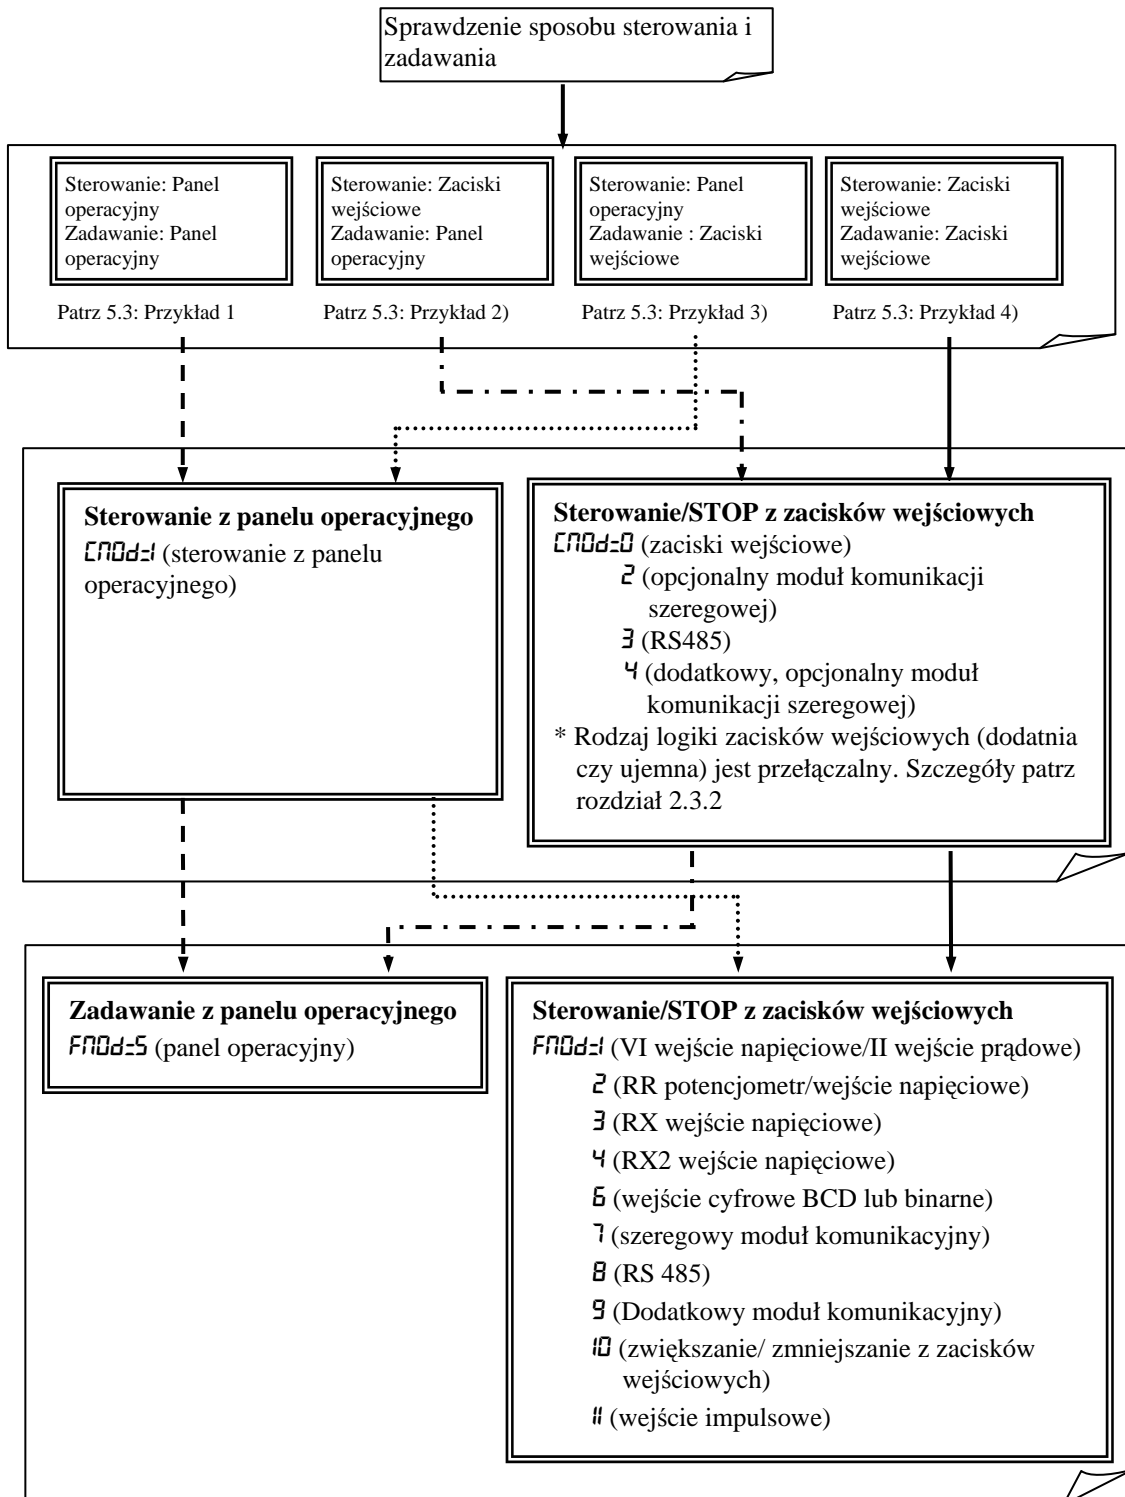 Sprawdzenie sposobu sterowania i
zadawania
Sterowanie: Panel
operacyjny
Zadawanie: Panel
operacyjny
Sterowanie: Zaciski
wejściowe
Zadawanie: Panel
operacyjny
Sterowanie: Panel
operacyjny
Zadawanie : Zaciski
wejściowe
Sterowanie: Zaciski
wejściowe
Zadawanie: Zaciski
wejściowe
Patrz 5.3: Przykład 1
Patrz 5.3: Przykład 2)
Patrz 5.3: Przykład 3)
Patrz 5.3: Przykład 4)
Sterowanie z panelu operacyjnego
CMOd=1 (sterowanie z panelu
operacyjnego)
Sterowanie/STOP z zacisków wejściowych
CMOd=0 (zaciski wejściowe)
2 (opcjonalny moduł komunikacji
szeregowej)
3 (RS485)
4 (dodatkowy, opcjonalny moduł
komunikacji szeregowej)
* Rodzaj logiki zacisków wejściowych (dodatnia
czy ujemna) jest przełączalny. Szczegóły patrz
rozdział 2.3.2
Zadawanie z panelu operacyjnego
FMOd=5 (panel operacyjny)
Sterowanie/STOP z zacisków wejściowych
FMOd=1 (VI wejście napięciowe/II wejście prądowe)
2 (RR potencjometr/wejście napięciowe)
3 (RX wejście napięciowe)
4 (RX2 wejście napięciowe)
6 (wejście cyfrowe BCD lub binarne)
7 (szeregowy moduł komunikacyjny)
8 (RS 485)
9 (Dodatkowy moduł komunikacyjny)
10 (zwiększanie/ zmniejszanie z zacisków
wejściowych)
11 (wejście impulsowe)